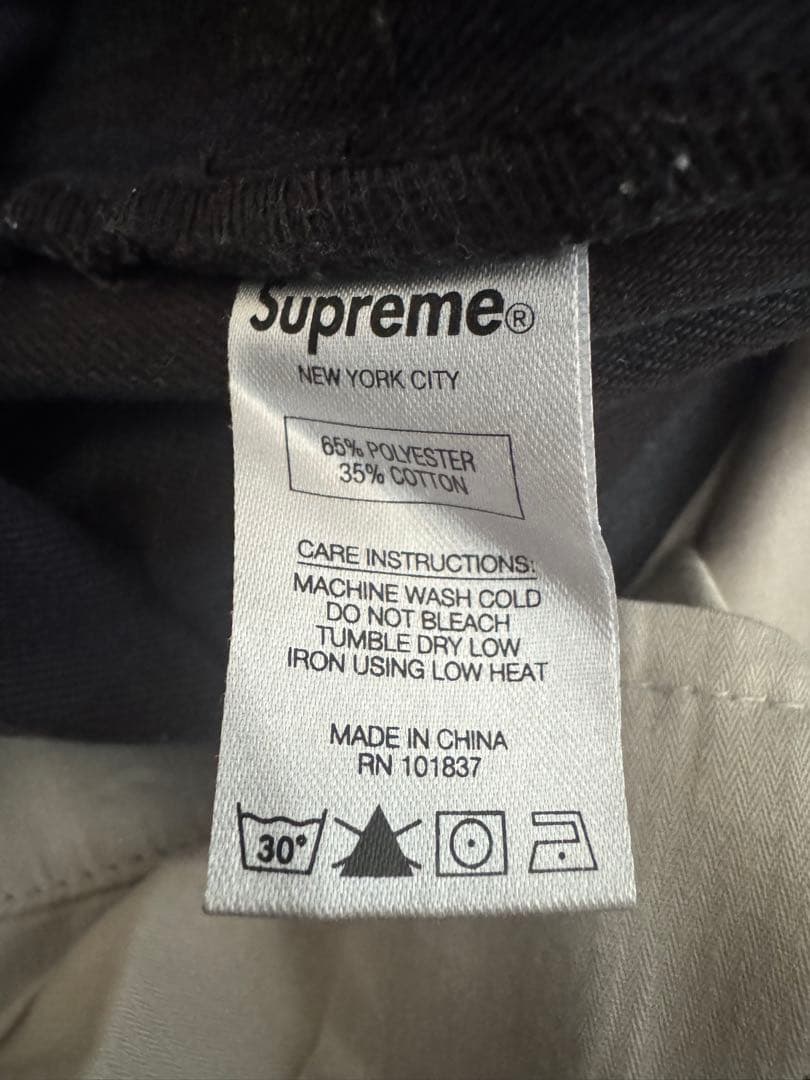 Supreme®
NEW YORK CITY
65% POLYESTER
35% COTTON
CARE INSTRUCTIONS:
MACHINE WASH COLD
DO NOT BLEACH
TUMBLE DRY LOW
IRON USING LOW HEAT
MADE IN CHINA
RN 101837
30°